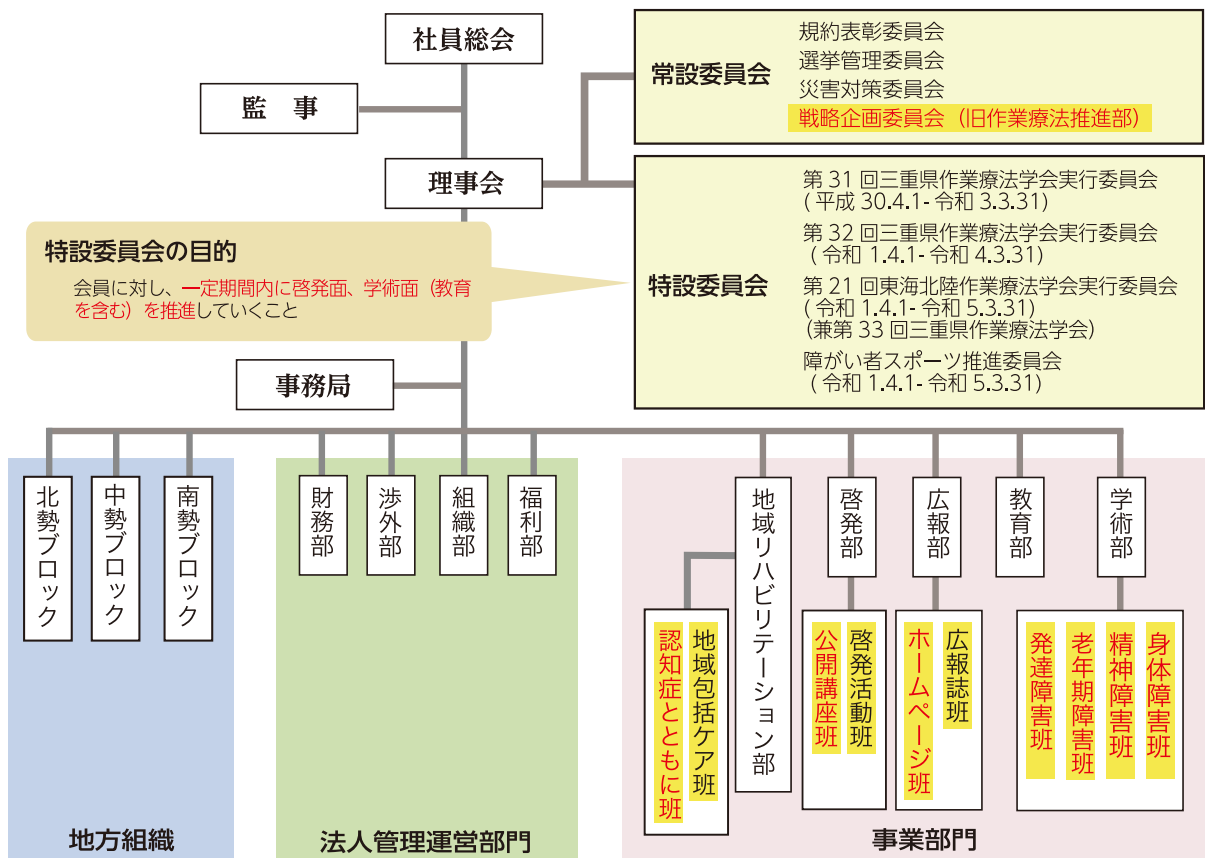 社員総会
監　事
理事会
常設委員会
規約表彰委員会
選挙管理委員会
災害対策委員会
戦略企画委員会（旧作業療法推進部）
特設委員会
第 31 回三重県作業療法学会実行委員会
( 平成 30.4.1- 令和 3.3.31)
第 32 回三重県作業療法学会実行委員会
( 令和 1.4.1- 令和 4.3.31)
第 21 回東海北陸作業療法学会実行委員会
( 令和 1.4.1- 令和 5.3.31)
(兼第 33 回三重県作業療法学会)
障がい者スポーツ推進委員会
( 令和 1.4.1- 令和 5.3.31)
特設委員会の目的
会員に対し、一定期間内に啓発面、学術面（教育
を含む）を推進していくこと
事務局
北勢ブロック
中勢ブロック
南勢ブロック
地方組織
財務部
渉外部
組織部
福利部
法人管理運営部門
地域リハビリテーション部
認知症とともに班
地域包括ケア班
啓発部
公開講座班
啓発活動班
広報部
ホームページ班
広報誌班
教育部
学術部
発達障害班
老年期障害班
精神障害班
身体障害班
事業部門